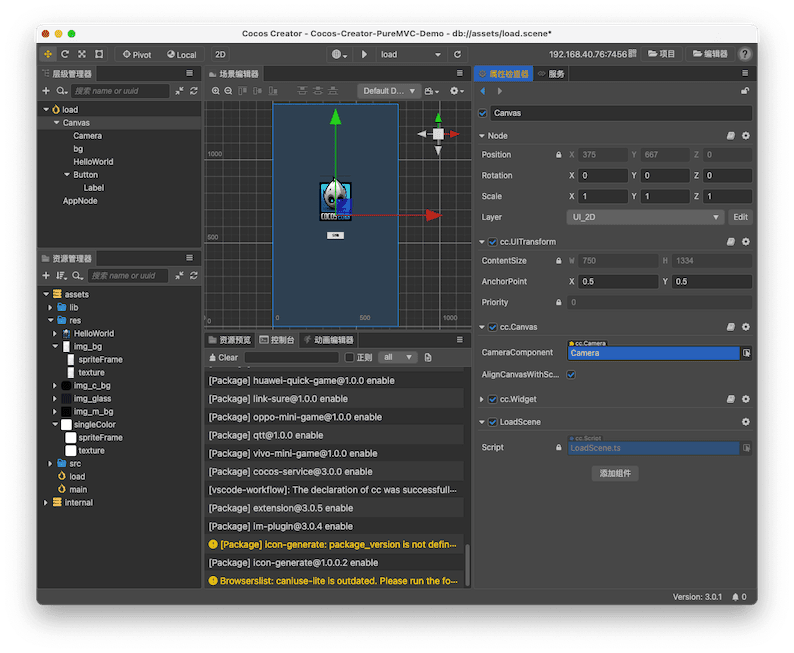 Cocos Creator - Cocos-Creator-PureMVC-Demo - db://assets/load.scene*
Pivot
Local
2D
load
192.168.40.76:7456
项目
编辑器
?
层级管理器
搜索 name or uuid
load
Canvas
Camera
bg
HelloWorld
Button
Label
AppNode
资源管理器
搜索 name or uuid
assets
lib
res
HelloWorld
img_bg
spriteFrame
texture
img_c_bg
img_glass
img_m_bg
singleColor
spriteFrame
texture
src
load
main
internal
场景编辑器
Default D...
1000
500
0
0
500
1000
COCOS
资源预览
控制台
动画编辑器
Clear
正则
all
[Package] huawei-quick-game@1.0.0 enable
[Package] link-sure@1.0.0 enable
[Package] oppo-mini-game@1.0.0 enable
[Package] qtt@1.0.0 enable
[Package] vivo-mini-game@1.0.0 enable
[Package] cocos-service@3.0.0 enable
[vscode-workflow]: The declaration of cc was successfull···
[Package] extension@3.0.5 enable
[Package] im-plugin@3.0.4 enable
[Package] icon-generate: package_version is not defin···
[Package] icon-generate@1.0.0.2 enable
Browserslist: caniuse-lite is outdated. Please run the fo···
属性检查器
服务
Canvas
Node
Position X 375 Y 667 Z 0
Rotation X 0 Y 0 Z 0
Scale X 1 Y 1 Z 1
Layer UI_2D Edit
cc.UITransform
ContentSize W 750 H 1334
AnchorPoint X 0.5 Y 0.5
Priority 0
cc.Canvas
cc.Camera
CameraComponent Camera
AlignCanvasWithSc...
cc.Widget
LoadScene
cc.Script
Script LoadScene.ts
添加组件
Version: 3.0.1
0